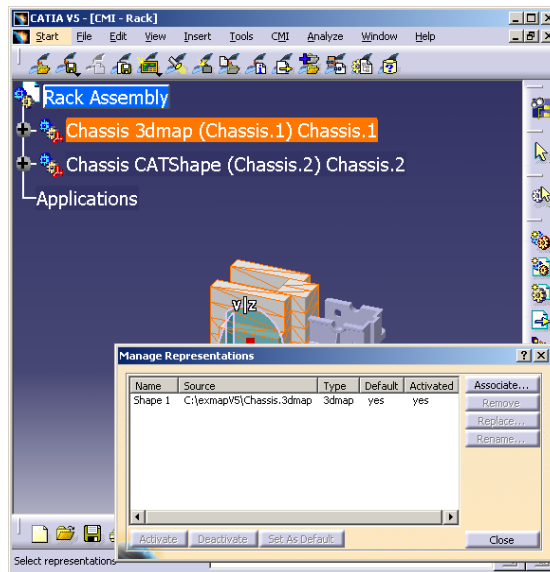 CATIA V5 - [CMI - Rack]
Start File Edit View Insert Tools CMI Analyze Window Help
Rack Assembly
Chassis 3dmap (Chassis.1) Chassis.1
Chassis CATShape (Chassis.2) Chassis.2
Applications
v|z
Manage Representations
Name Source Type Default Activated
Shape 1 C:\exmapV5\Chassis.3dmap 3dmap yes yes
Associate...
Remove
Replace...
Rename...
Activate Deactivate Set As Default Close
Select representations